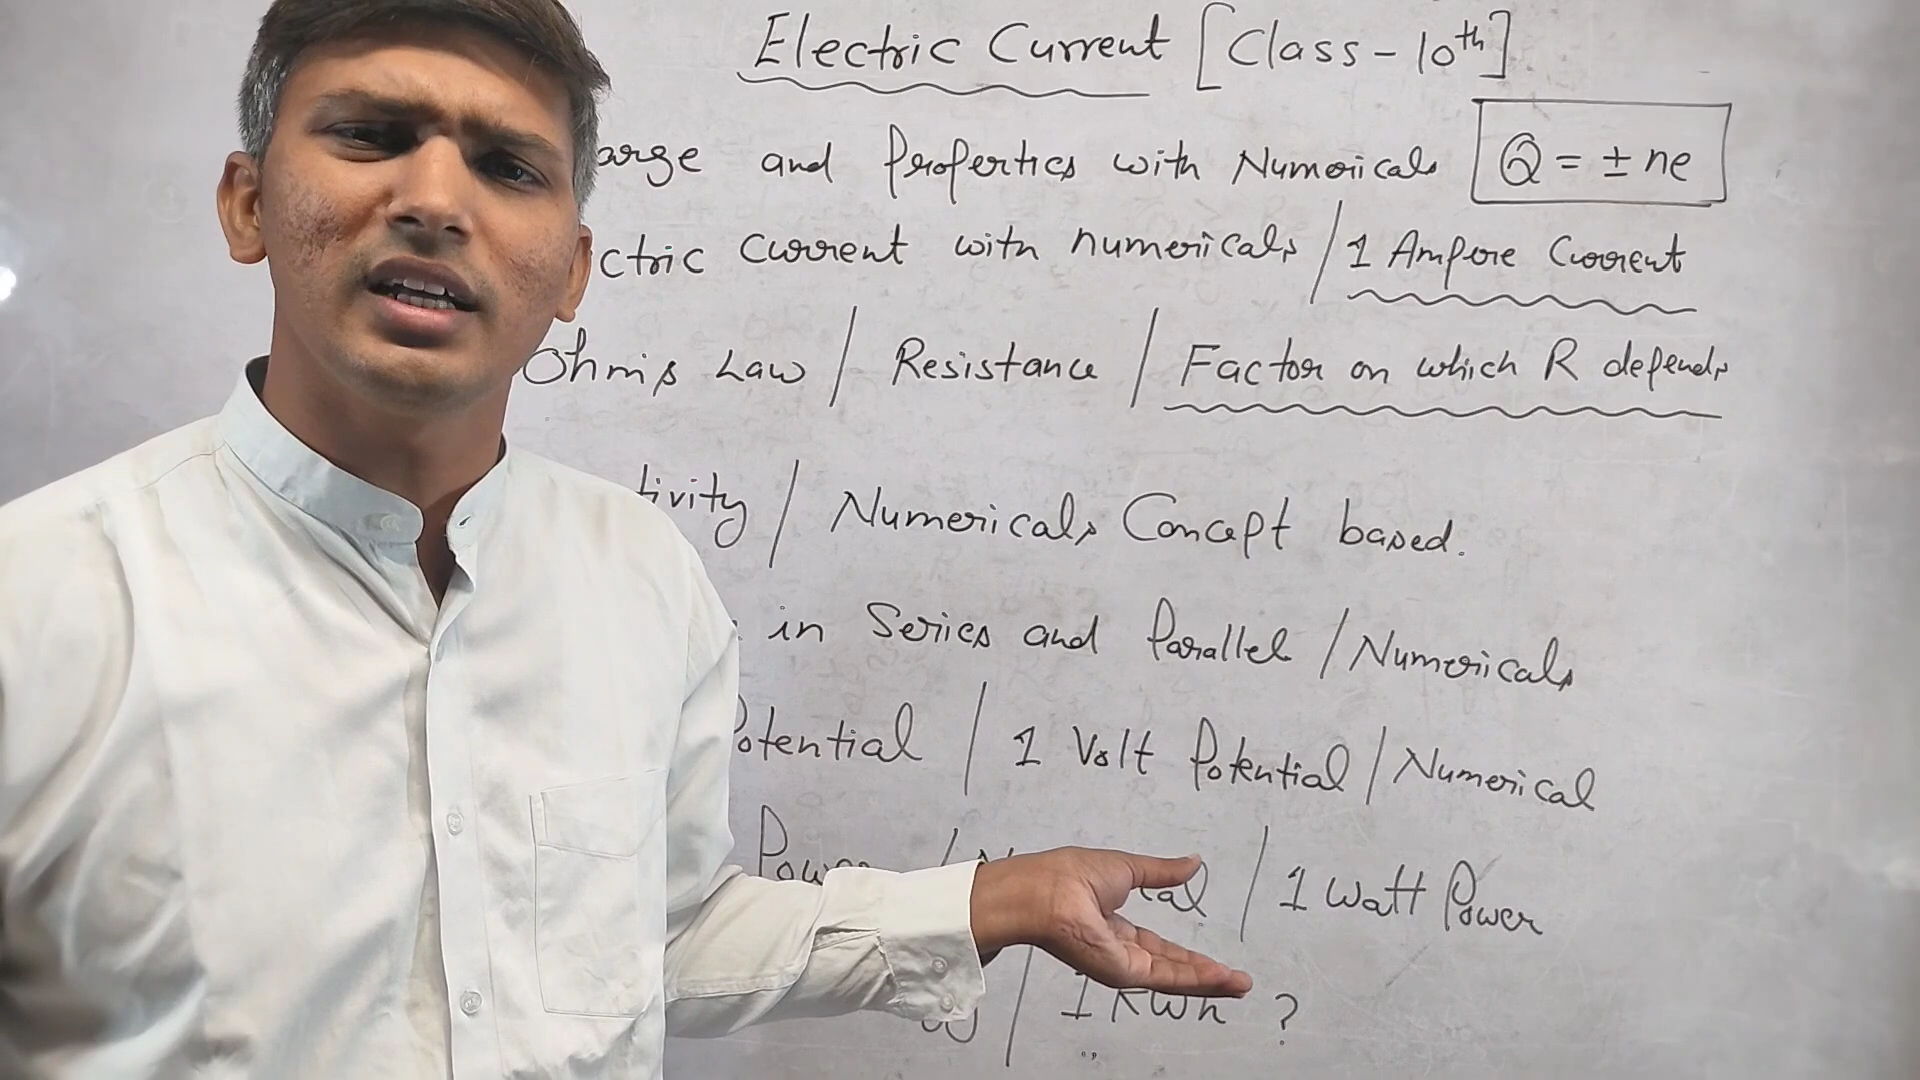 Electric Current [Class - 10th]
arge and Properties with Numericals Q = ± ne
ctric Current with numericals / 1 Ampere Current
Ohm's Law / Resistance / Factor on which R depends
tivity / Numericals Concept based.
in Series and Parallel / Numericals
Potential / 1 Volt Potential / Numerical
Power / cal / 1 Watt Power
/ 1 KWh ?